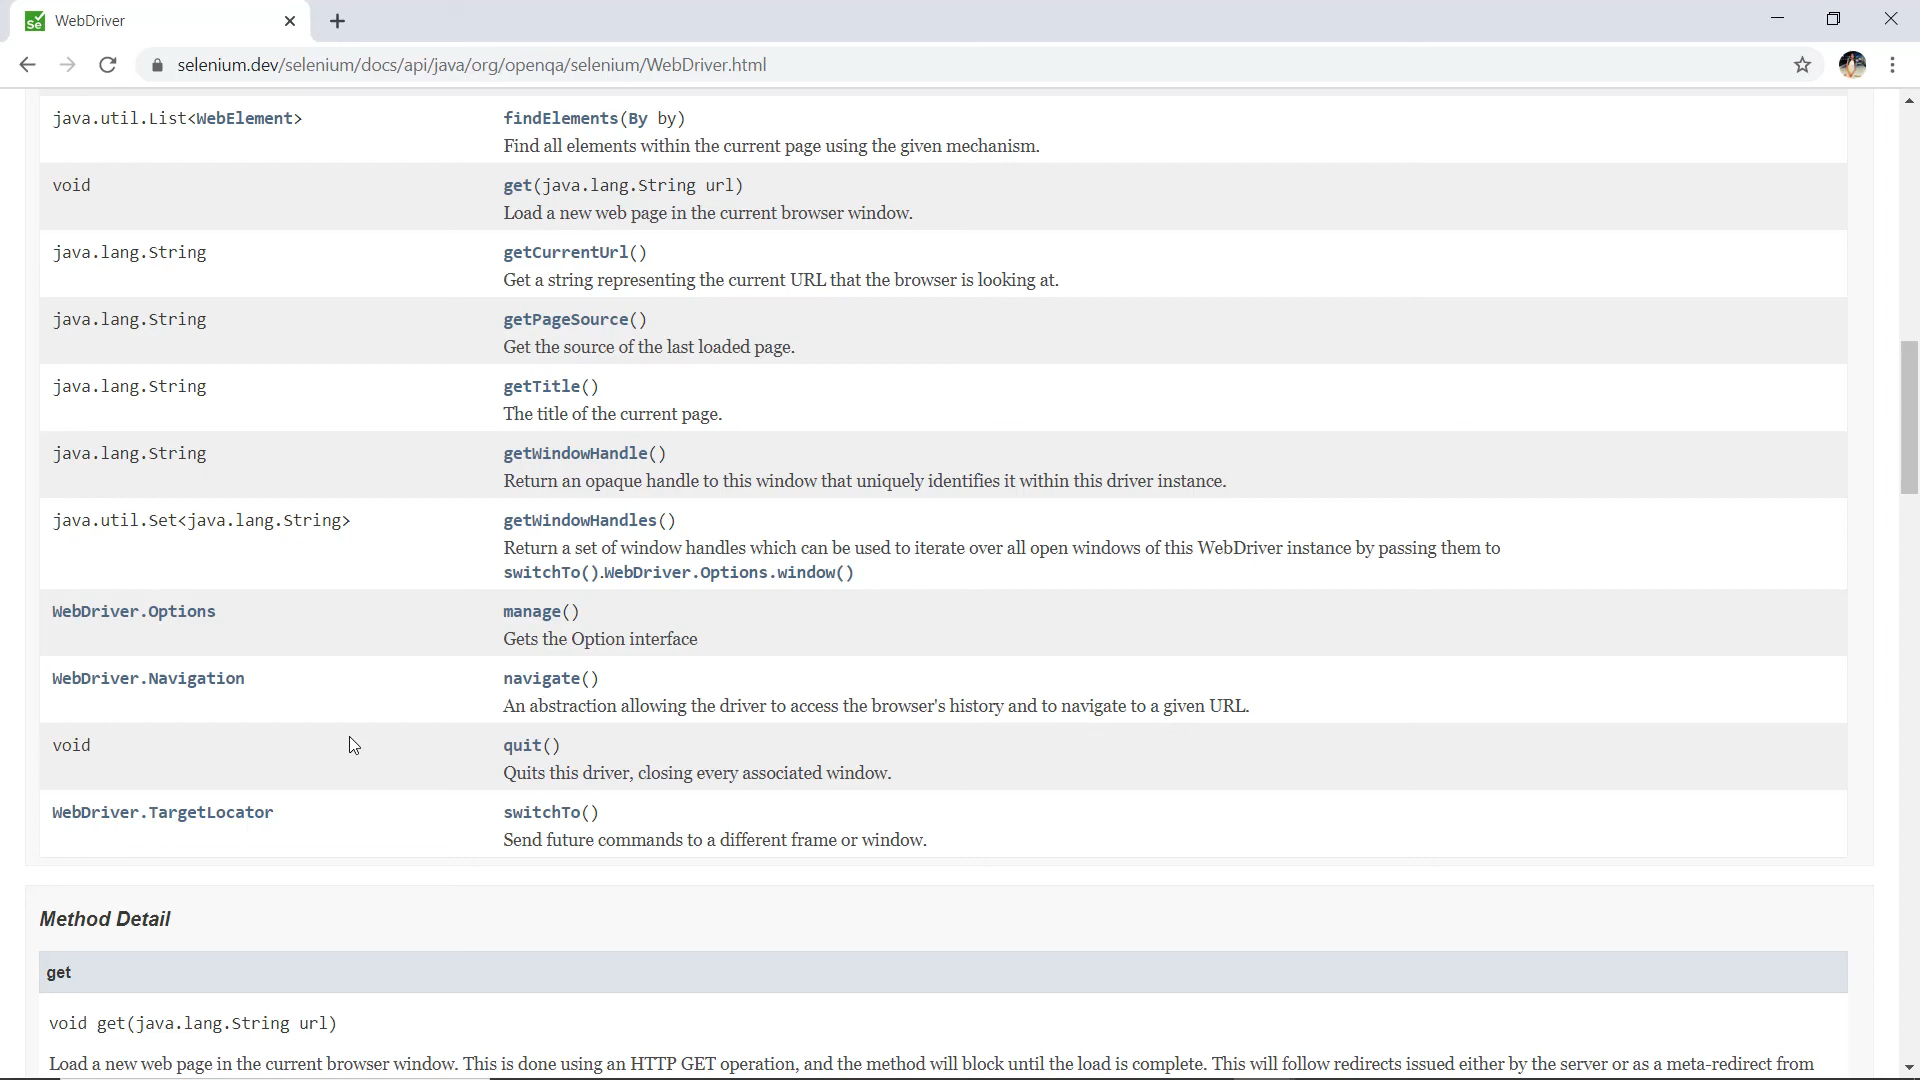 WebDriver
selenium.dev/selenium/docs/api/java/org/openqa/selenium/WebDriver.html
java.util.List<WebElement> findElements(By by)
Find all elements within the current page using the given mechanism.
void get(java.lang.String url)
Load a new web page in the current browser window.
java.lang.String getCurrentUrl()
Get a string representing the current URL that the browser is looking at.
java.lang.String getPageSource()
Get the source of the last loaded page.
java.lang.String getTitle()
The title of the current page.
java.lang.String getWindowHandle()
Return an opaque handle to this window that uniquely identifies it within this driver instance.
java.util.Set<java.lang.String> getWindowHandles()
Return a set of window handles which can be used to iterate over all open windows of this WebDriver instance by passing them to
switchTo().WebDriver.Options.window()
WebDriver.Options manage()
Gets the Option interface
WebDriver.Navigation navigate()
An abstraction allowing the driver to access the browser's history and to navigate to a given URL.
void quit()
Quits this driver, closing every associated window.
WebDriver.TargetLocator switchTo()
Send future commands to a different frame or window.
Method Detail
get
void get(java.lang.String url)
Load a new web page in the current browser window. This is done using an HTTP GET operation, and the method will block until the load is complete. This will follow redirects issued either by the server or as a meta-redirect from